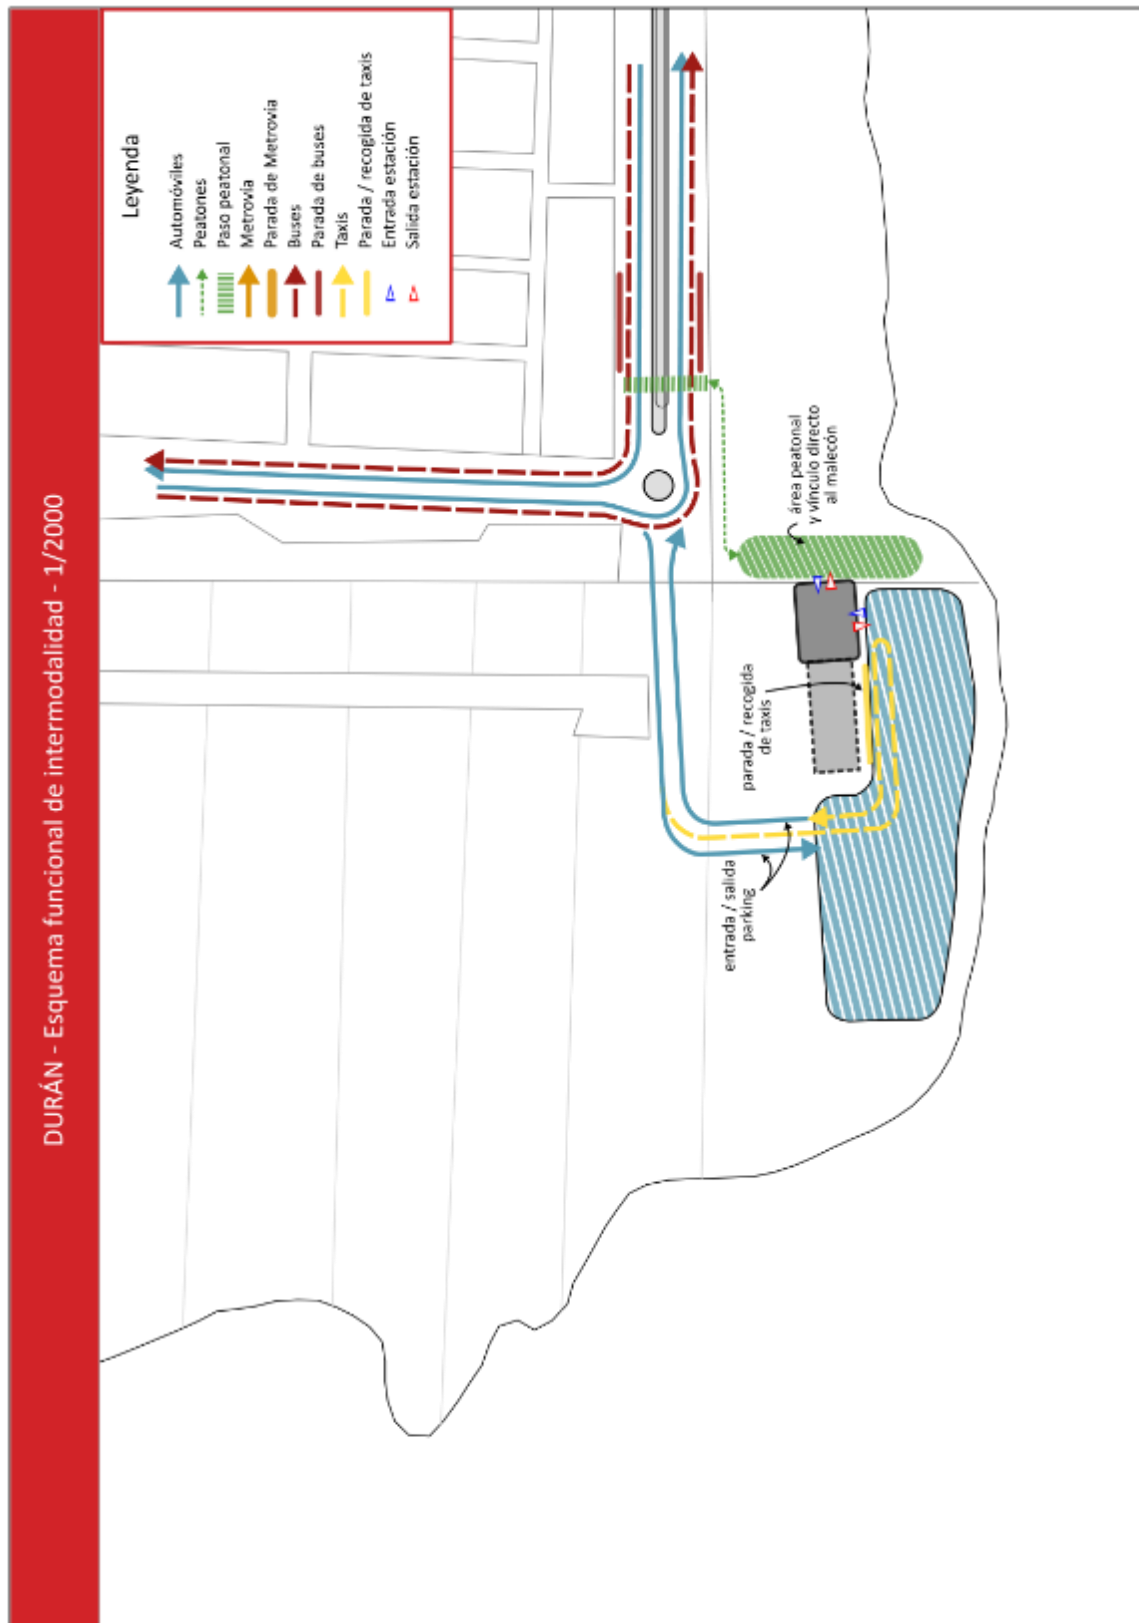 DURÁN - Esquema funcional de intermodalidad - 1/2000
Leyenda
Automóviles
Peatones
Paso peatonal
Metrovia
Parada de Metrovia
Buses
Parada de buses
Taxis
Parada / recogida de taxis
Entrada estación
Salida estación
área peatonal
y vínculo directo
al malecón
parada / recogida
de taxis
entrada / salida
parking